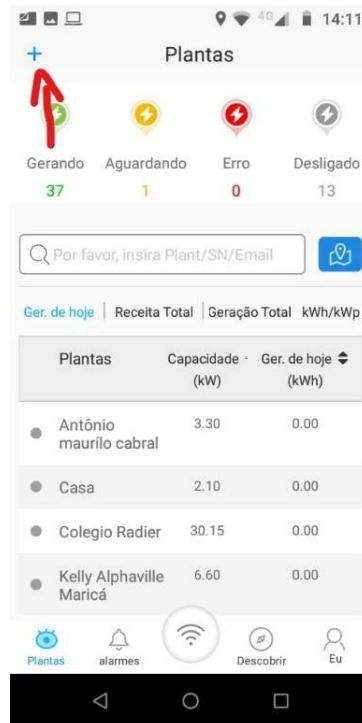 4G 14:11
+ Plantas
Gerando Aguardando Erro Desligado
37 1 0 13
Por favor, insira Plant/SN/Email
Ger. de hoje | Receita Total | Geração Total kWh/kWp
Plantas Capacidade Ger. de hoje
(kW) (kWh)
Antônio 3.30 0.00
maurílo cabral
Casa 2.10 0.00
Colegio Radier 30.15 0.00
Kelly Alphaville 6.60 0.00
Maricá
Plantas alarmes Descobrir Eu